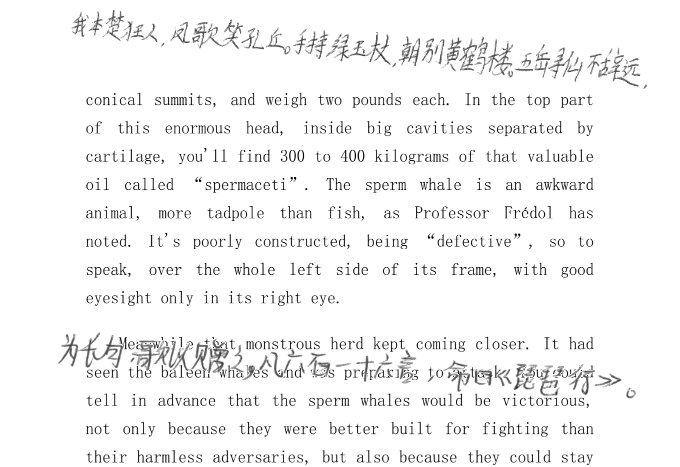 我本楚狂人，凤歌笑孔丘。手持绿玉杖，朝别黄鹤楼。五岳寻仙不辞远，
conical summits, and weigh two pounds each. In the top part
of this enormous head, inside big cavities separated by
cartilage, you'll find 300 to 400 kilograms of that valuable
oil called “spermaceti”. The sperm whale is an awkward
animal, more tadpole than fish, as Professor Frédol has
noted. It's poorly constructed, being “defective”, so to
speak, over the whole left side of its frame, with good
eyesight only in its right eye.
Meanwhile that monstrous herd kept coming closer. It had
为长句，歌以赠之，凡六百一十六言，命曰《琵琶行》。
seen the baleen whales and was preparing to attack. You could
tell in advance that the sperm whales would be victorious,
not only because they were better built for fighting than
their harmless adversaries, but also because they could stay